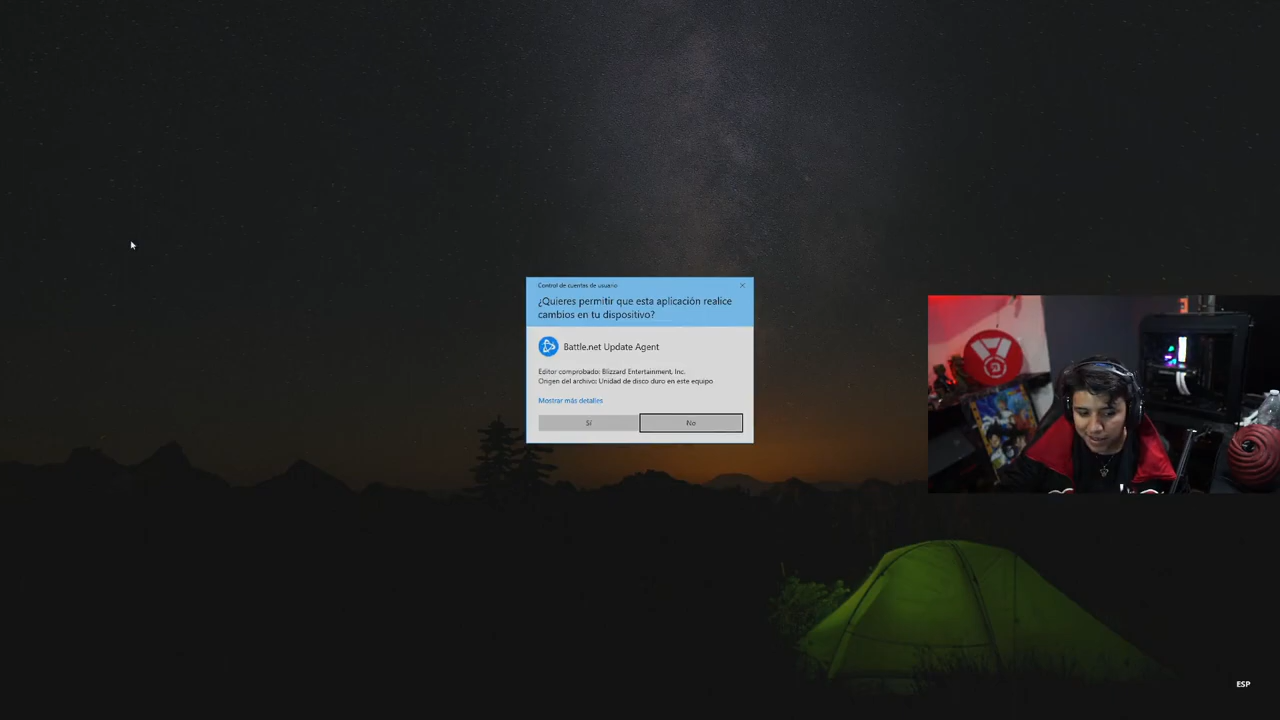 Control de cuentas de usuario
¿Quieres permitir que esta aplicación realice
cambios en tu dispositivo?
Battle.net Update Agent
Editor comprobado: Blizzard Entertainment, Inc.
Origen del archivo: Unidad de disco duro en este equipo
Mostrar más detalles
Sí
No
ESP